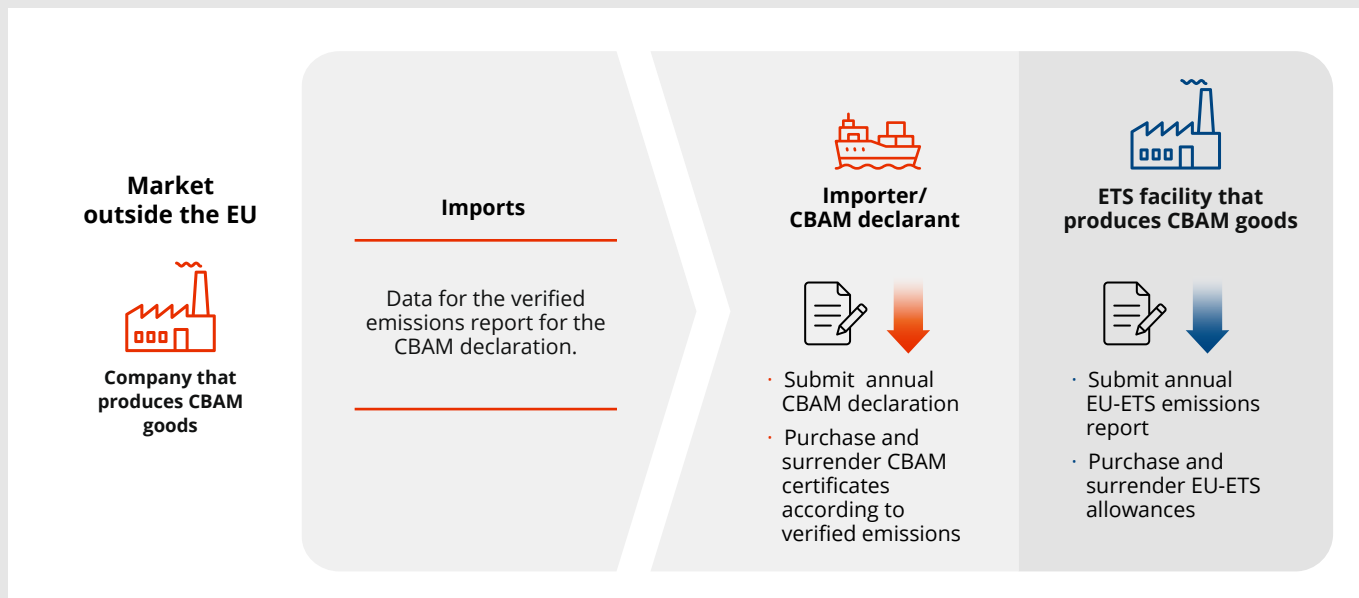 Market
outside the EU
Company that
produces CBAM
goods
Imports
Data for the verified
emissions report for the
CBAM declaration.
Importer/
CBAM declarant
· Submit annual
CBAM declaration
· Purchase and
surrender CBAM
certificates
according to
verified emissions
ETS facility that
produces CBAM goods
· Submit annual
EU-ETS emissions
report
· Purchase and
surrender EU-ETS
allowances